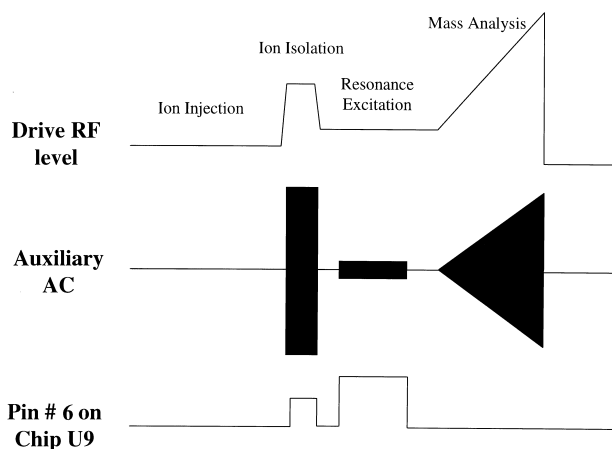 Mass Analysis
Ion Isolation
Resonance
Excitation
Ion Injection
Drive RF
level
Auxiliary
AC
Pin # 6 on
Chip U9